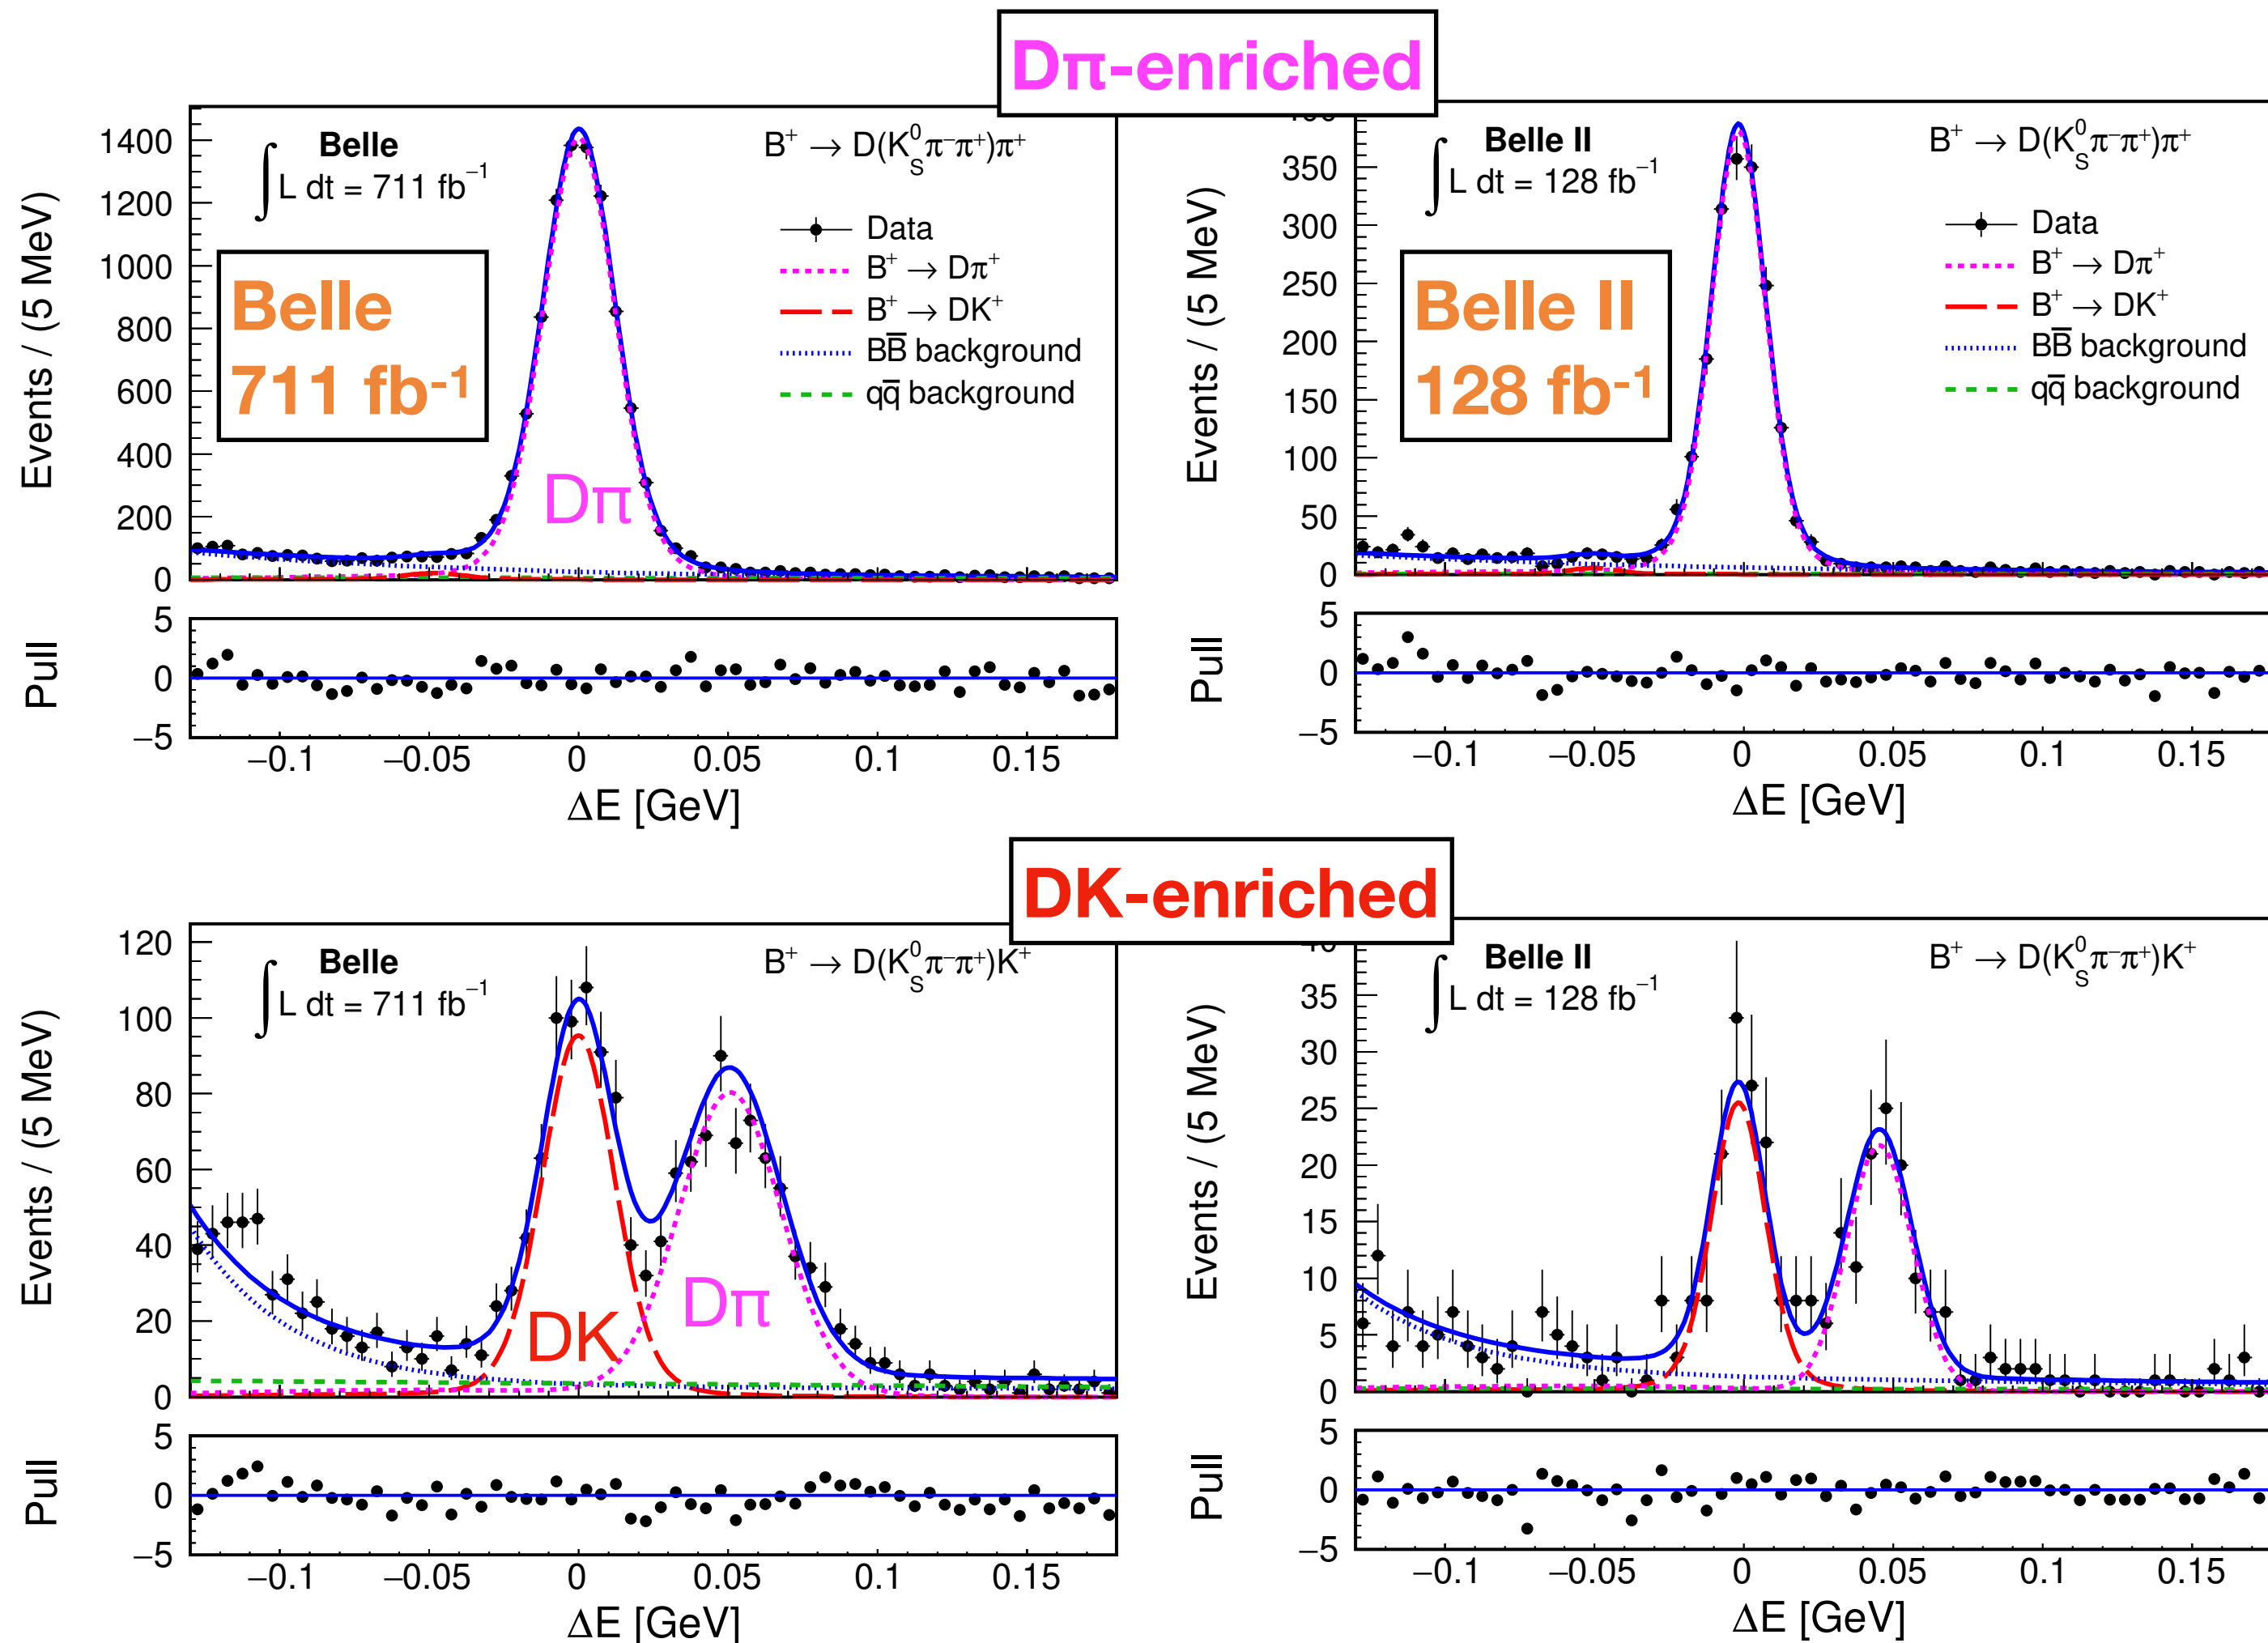 Dπ-enriched
Belle
∫ L dt = 711 fb⁻¹
B⁺ → D(K⁰_Sπ⁻π⁺)π⁺
Data
B⁺ → Dπ⁺
B⁺ → DK⁺
BB̅ background
qq̅ background
Belle
711 fb⁻¹
Dπ
Events / (5 MeV)
1400
1200
1000
800
600
400
200
0
Pull
5
0
−5
−0.1 −0.05 0 0.05 0.1 0.15
ΔE [GeV]
Belle II
∫ L dt = 128 fb⁻¹
B⁺ → D(K⁰_Sπ⁻π⁺)π⁺
Data
B⁺ → Dπ⁺
B⁺ → DK⁺
BB̅ background
qq̅ background
Belle II
128 fb⁻¹
Events / (5 MeV)
350
300
250
200
150
100
50
0
Pull
5
0
−5
−0.1 −0.05 0 0.05 0.1 0.15
ΔE [GeV]
DK-enriched
Belle
∫ L dt = 711 fb⁻¹
B⁺ → D(K⁰_Sπ⁻π⁺)K⁺
DK
Dπ
Events / (5 MeV)
120
100
80
60
40
20
0
Pull
5
0
−5
−0.1 −0.05 0 0.05 0.1 0.15
ΔE [GeV]
Belle II
∫ L dt = 128 fb⁻¹
B⁺ → D(K⁰_Sπ⁻π⁺)K⁺
Events / (5 MeV)
35
30
25
20
15
10
5
0
Pull
5
0
−5
−0.1 −0.05 0 0.05 0.1 0.15
ΔE [GeV]